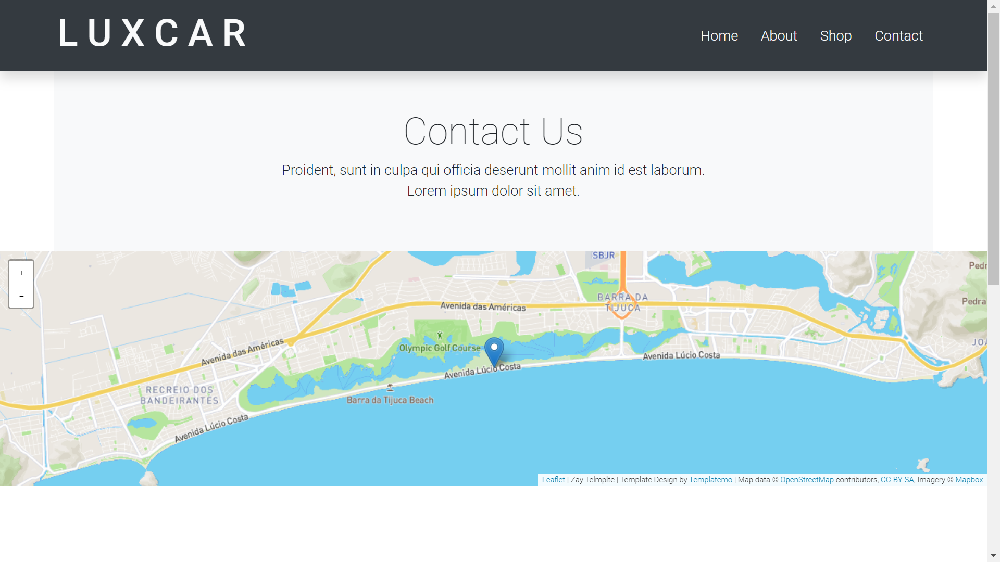 LUXCAR
Home About Shop Contact
Contact Us
Proident, sunt in culpa qui officia deserunt mollit anim id est laborum.
Lorem ipsum dolor sit amet.
+
−
SBJR
Pedr
BARRA DA
TIJUCA
Pedra
Avenida das Américas
Avenida das Américas
Olympic Golf Course
JOA
Avenida Lúcio Costa
Avenida Lúcio Costa
RECREIO DOS
BANDEIRANTES
Barra da Tijuca Beach
Avenida Lúcio Costa
Leaflet | Zay Telmplte | Template Design by Templatemo | Map data © OpenStreetMap contributors, CC-BY-SA, Imagery © Mapbox